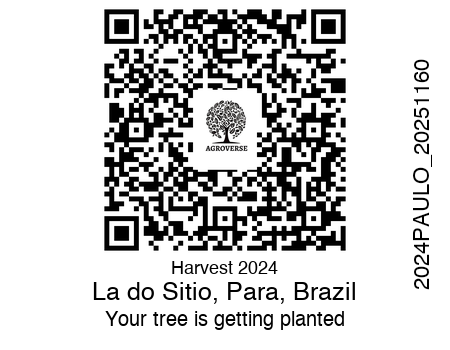 AGROVERSE
Harvest 2024
La do Sitio, Para, Brazil
Your tree is getting planted
2024PAULO_20251160